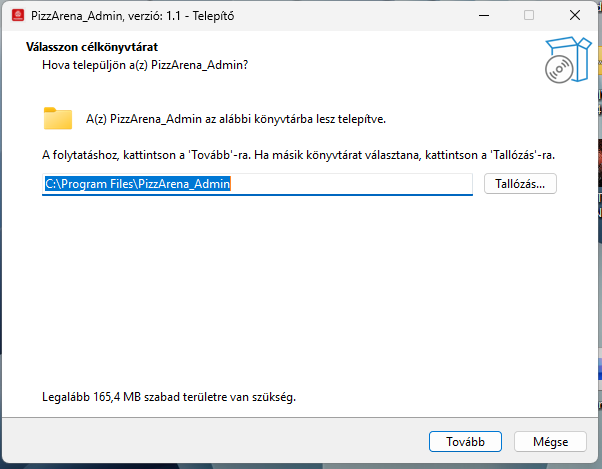 PizzArena_Admin, verzió: 1.1 - Telepítő
Válasszon célkönyvtárat
Hova települjön a(z) PizzArena_Admin?
A(z) PizzArena_Admin az alábbi könyvtárba lesz telepítve.
A folytatáshoz, kattintson a 'Tovább'-ra. Ha másik könyvtárat választana, kattintson a 'Tallózás'-ra.
C:\Program Files\PizzArena_Admin
Tallózás...
Legalább 165,4 MB szabad területre van szükség.
Tovább
Mégse